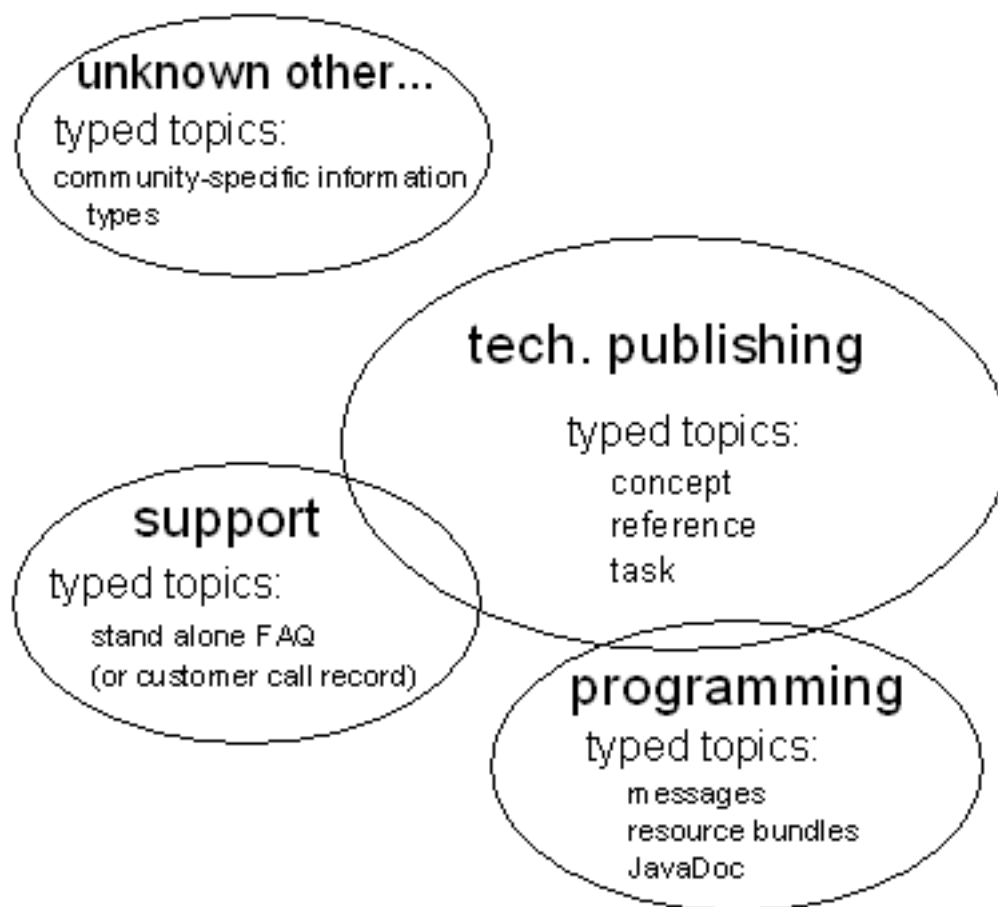 unknown other...
typed topics:
community-specific information
types
tech. publishing
typed topics:
concept
reference
task
support
typed topics:
stand alone FAQ
(or customer call record)
programming
typed topics:
messages
resource bundles
JavaDoc